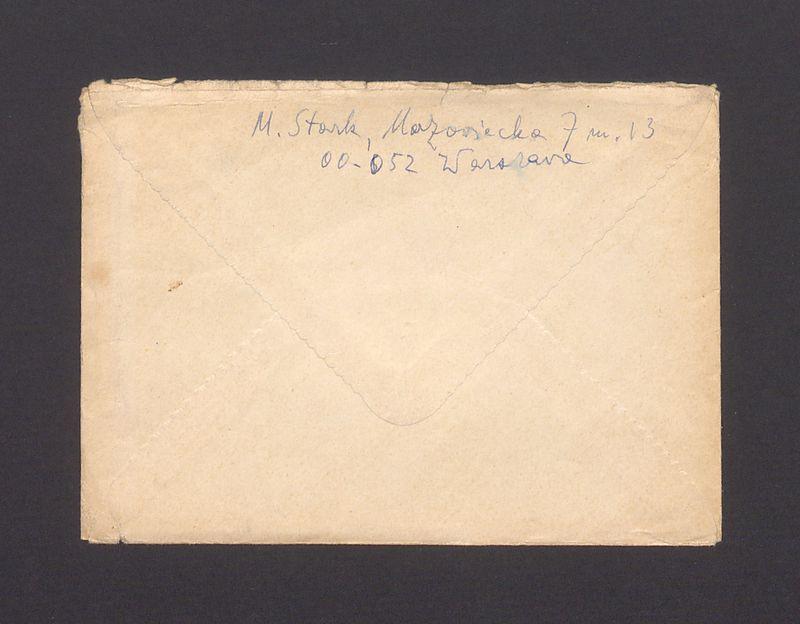 M. Stark, Mazowiecka 7 m. 13
00-052 Warszawa